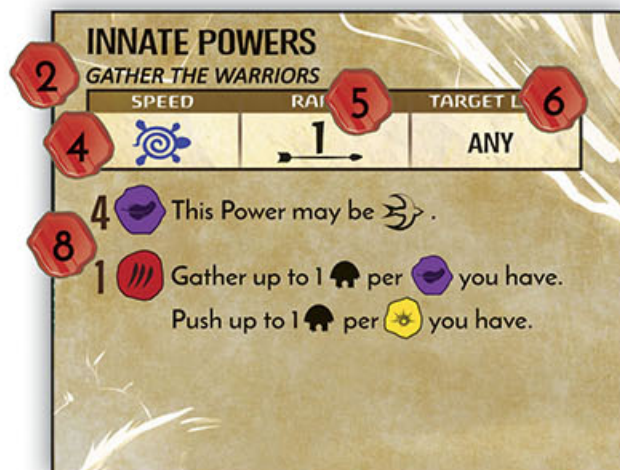 INNATE POWERS
2
GATHER THE WARRIORS
SPEED
5
6
4
1
ANY
4 This Power may be .
8
1 Gather up to 1 per you have.
Push up to 1 per you have.